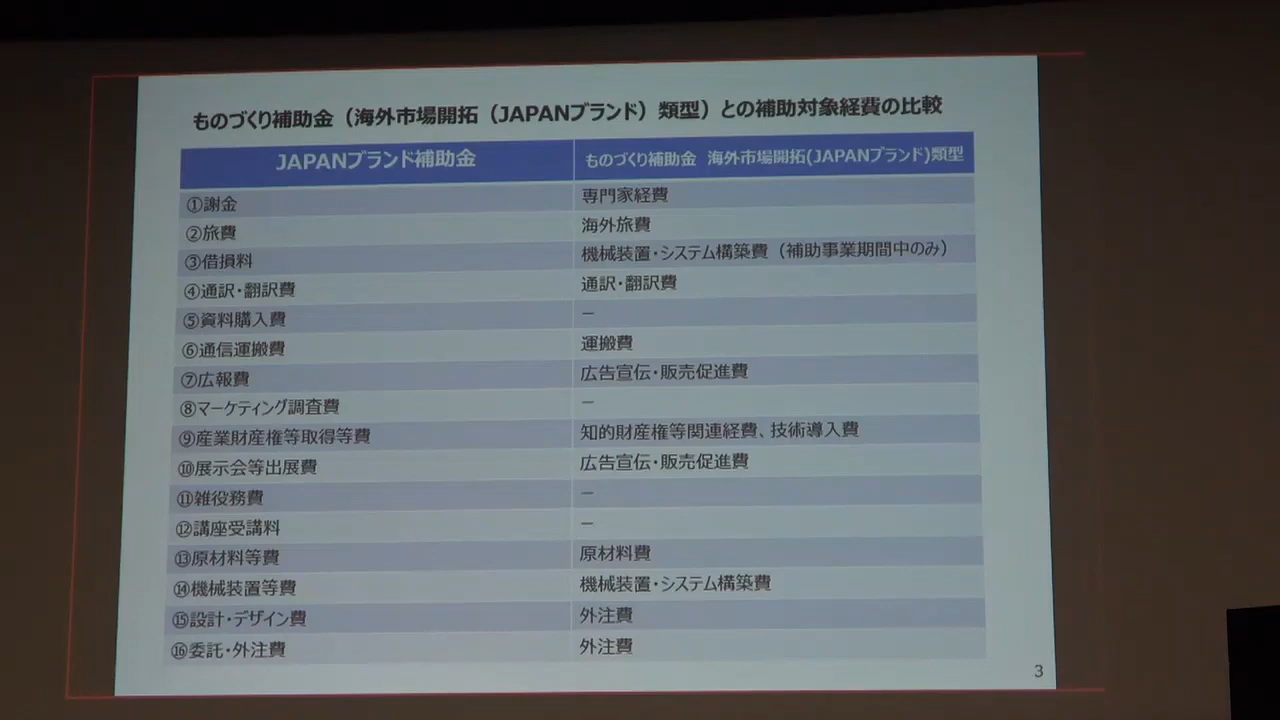 ものづくり補助金（海外市場開拓（JAPANブランド）類型）との補助対象経費の比較
JAPANブランド補助金 ものづくり補助金 海外市場開拓(JAPANブランド)類型
①謝金 専門家経費
②旅費 海外旅費
③借損料 機械装置・システム構築費（補助事業期間中のみ）
④通訳・翻訳費 通訳・翻訳費
⑤資料購入費 －
⑥通信運搬費 運搬費
⑦広報費 広告宣伝・販売促進費
⑧マーケティング調査費 －
⑨産業財産権等取得等費 知的財産権等関連経費、技術導入費
⑩展示会等出展費 広告宣伝・販売促進費
⑪雑役務費 －
⑫講座受講料 －
⑬原材料等費 原材料費
⑭機械装置等費 機械装置・システム構築費
⑮設計・デザイン費 外注費
⑯委託・外注費 外注費
3